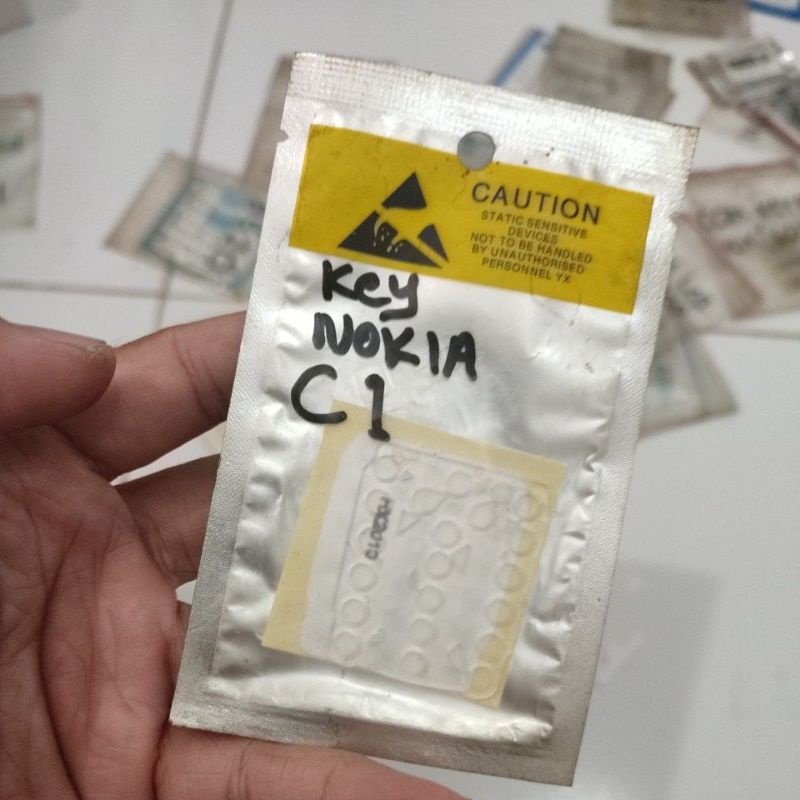 CAUTION
STATIC SENSITIVE
DEVICES
NOT TO BE HANDLED
BY UNAUTHORISED
PERSONNEL YX
Key
NOKIA
C1